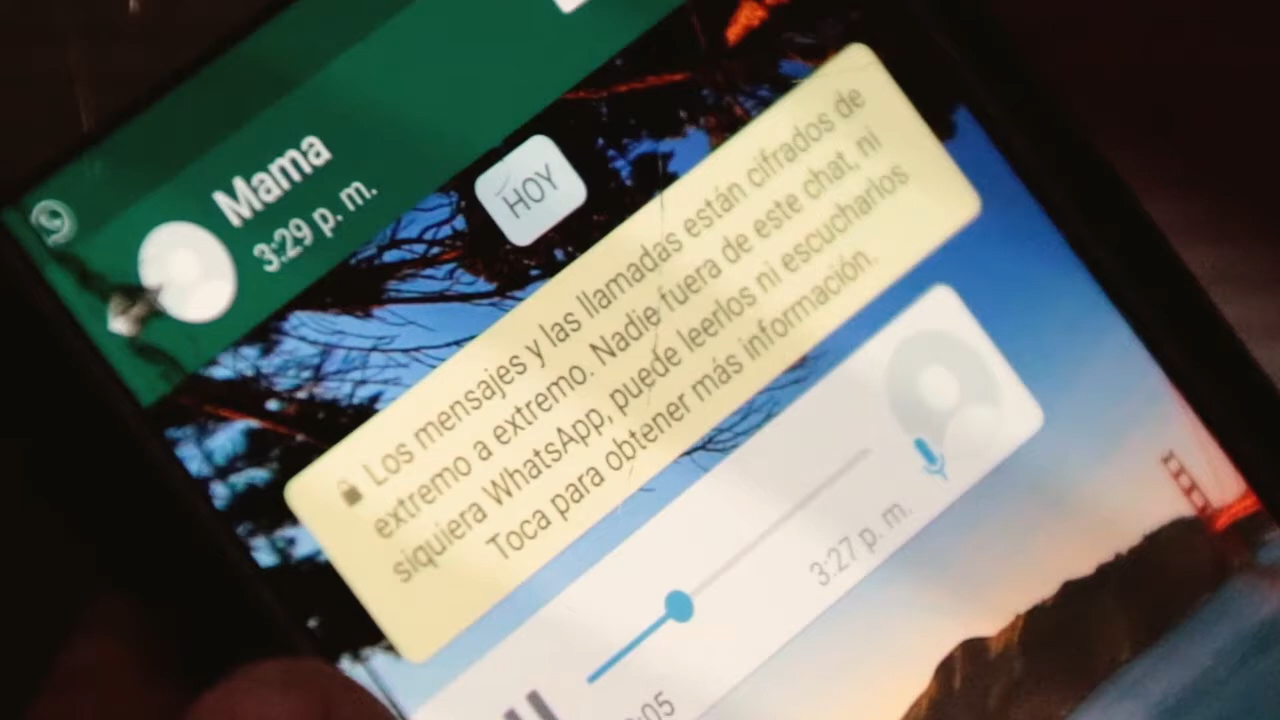 Mama
3:29 p. m.
HOY
Los mensajes y las llamadas están cifrados de
extremo a extremo. Nadie fuera de este chat, ni
siquiera WhatsApp, puede leerlos ni escucharlos
Toca para obtener más información.
3:27 p. m.
:05